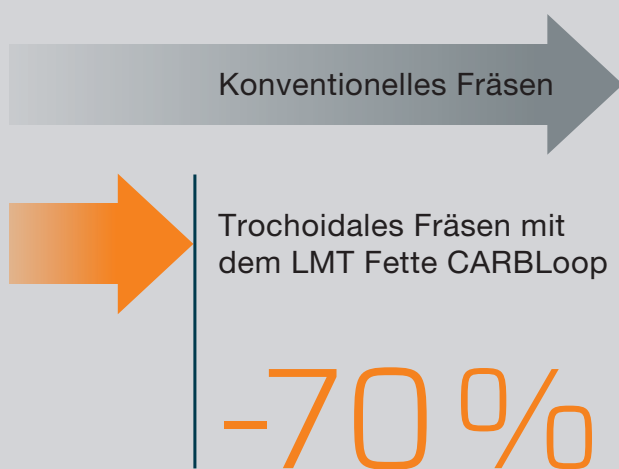 Konventionelles Fräsen
Trochoidales Fräsen mit
dem LMT Fette CARBLoop
-70 %